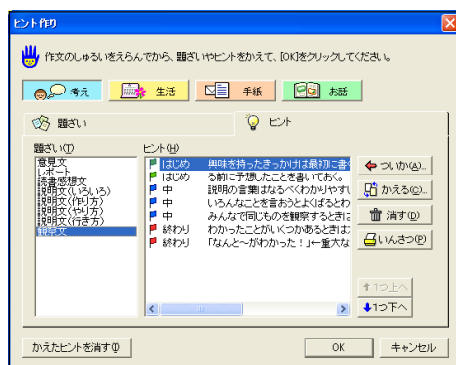 ヒント作り
作文のしゅるいをえらんでから、題ざいやヒントをかえて、[OK]をクリックしてください。
考え 生活 手紙 お話
題ざい ヒント
題ざい(T) ヒント(H)
意見文
レポート
読書感想文
説明文(いろいろ)
説明文(作り方)
説明文(やり方)
説明文(行き方)
観察文
はじめ 興味を持ったきっかけは最初に書
はじめ る前に予想したことを書いておく。
中 説明の言葉はなるべくわかりやす
中 いろんなことを言おうとよくばるとわ
中 みんなで同じものを観察するときに
終わり わかったことがいくつかあるときは
終わり 「なんと～がわかった!」←重大な
ついか(A)...
かえる(C)...
消す(D)
いんさつ(P)
1つ上へ
1つ下へ
かえたヒントを消す(I) OK キャンセル